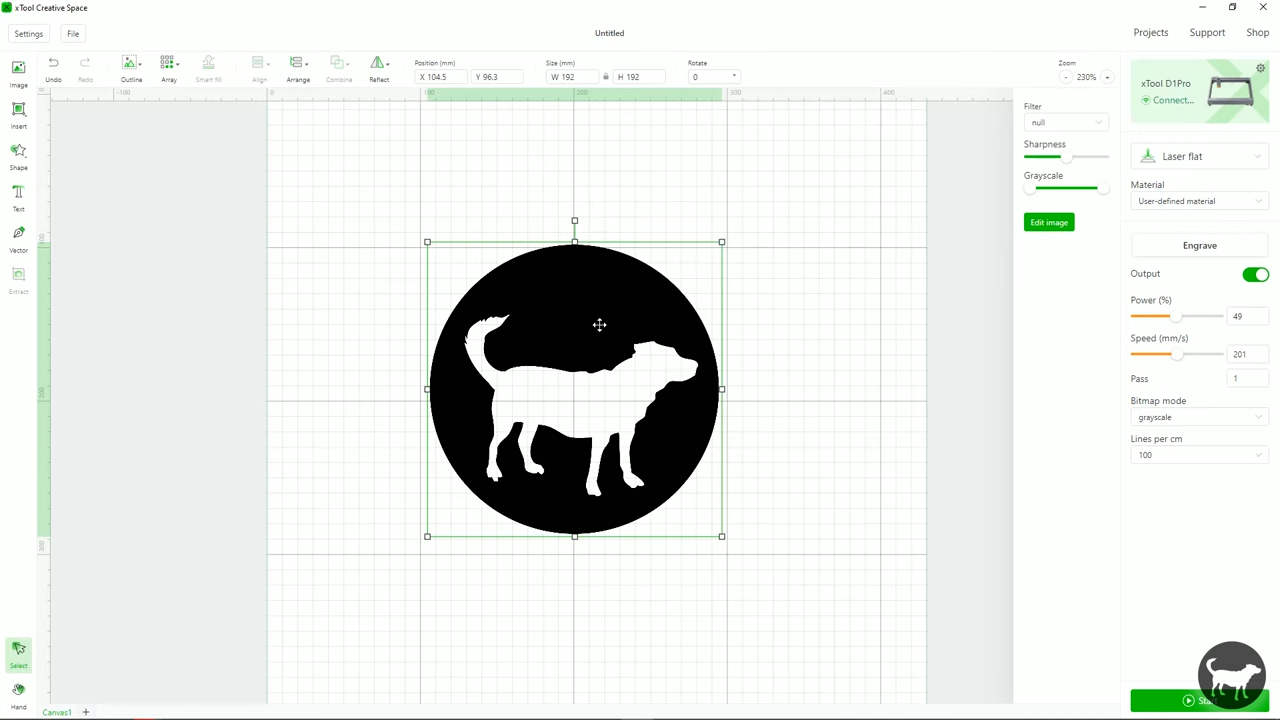 xTool Creative Space
Settings File Untitled Projects Support Shop
Image
Insert
Shape
Text
Vector
Extract
Select
Hand
Undo Redo Outline Array Smart fill Align Arrange Combine Reflect
Position (mm) Size (mm) Rotate Zoom
X 104.5 Y 96.3 W 192 H 192 0 ° - 230% +
-100 0 100 200 300 400
100
200
300
Filter
null
Sharpness
Grayscale
Edit image
xTool D1Pro
Connect...
Laser flat
Material
User-defined material
Engrave
Output
Power (%)
49
Speed (mm/s)
201
Pass 1
Bitmap mode
grayscale
Lines per cm
100
Canvas1 +